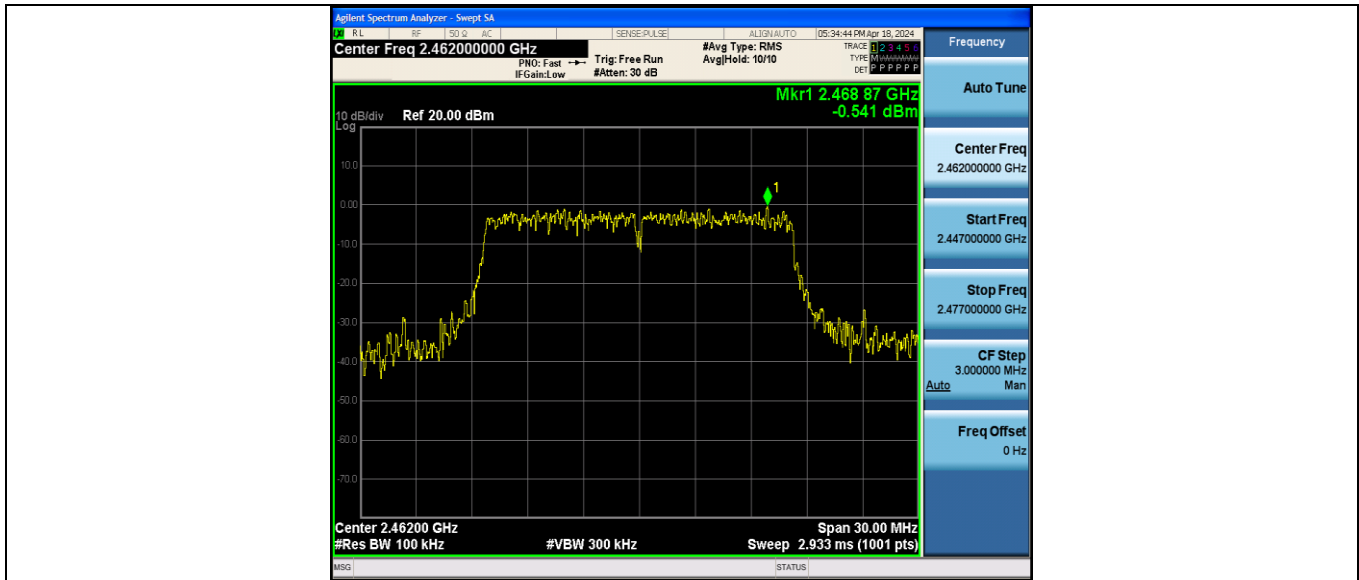 Agilent Spectrum Analyzer - Swept SA
RL RF 50 Ω AC SENSE:PULSE ALIGNAUTO 05:34:44 PM Apr 18, 2024
Center Freq 2.462000000 GHz
PNO: Fast
IFGain:Low
Trig: Free Run
#Atten: 30 dB
#Avg Type: RMS
Avg|Hold: 10/10
TRACE 1 2 3 4 5 6
TYPE M
DET P P P P P P
Mkr1 2.468 87 GHz
-0.541 dBm
10 dB/div Ref 20.00 dBm
Log
10.0
0.00
-10.0
-20.0
-30.0
-40.0
-50.0
-60.0
-70.0
1
Center 2.46200 GHz Span 30.00 MHz
#Res BW 100 kHz #VBW 300 kHz Sweep 2.933 ms (1001 pts)
MSG STATUS
Frequency
Auto Tune
Center Freq
2.462000000 GHz
Start Freq
2.447000000 GHz
Stop Freq
2.477000000 GHz
CF Step
3.000000 MHz
Auto Man
Freq Offset
0 Hz